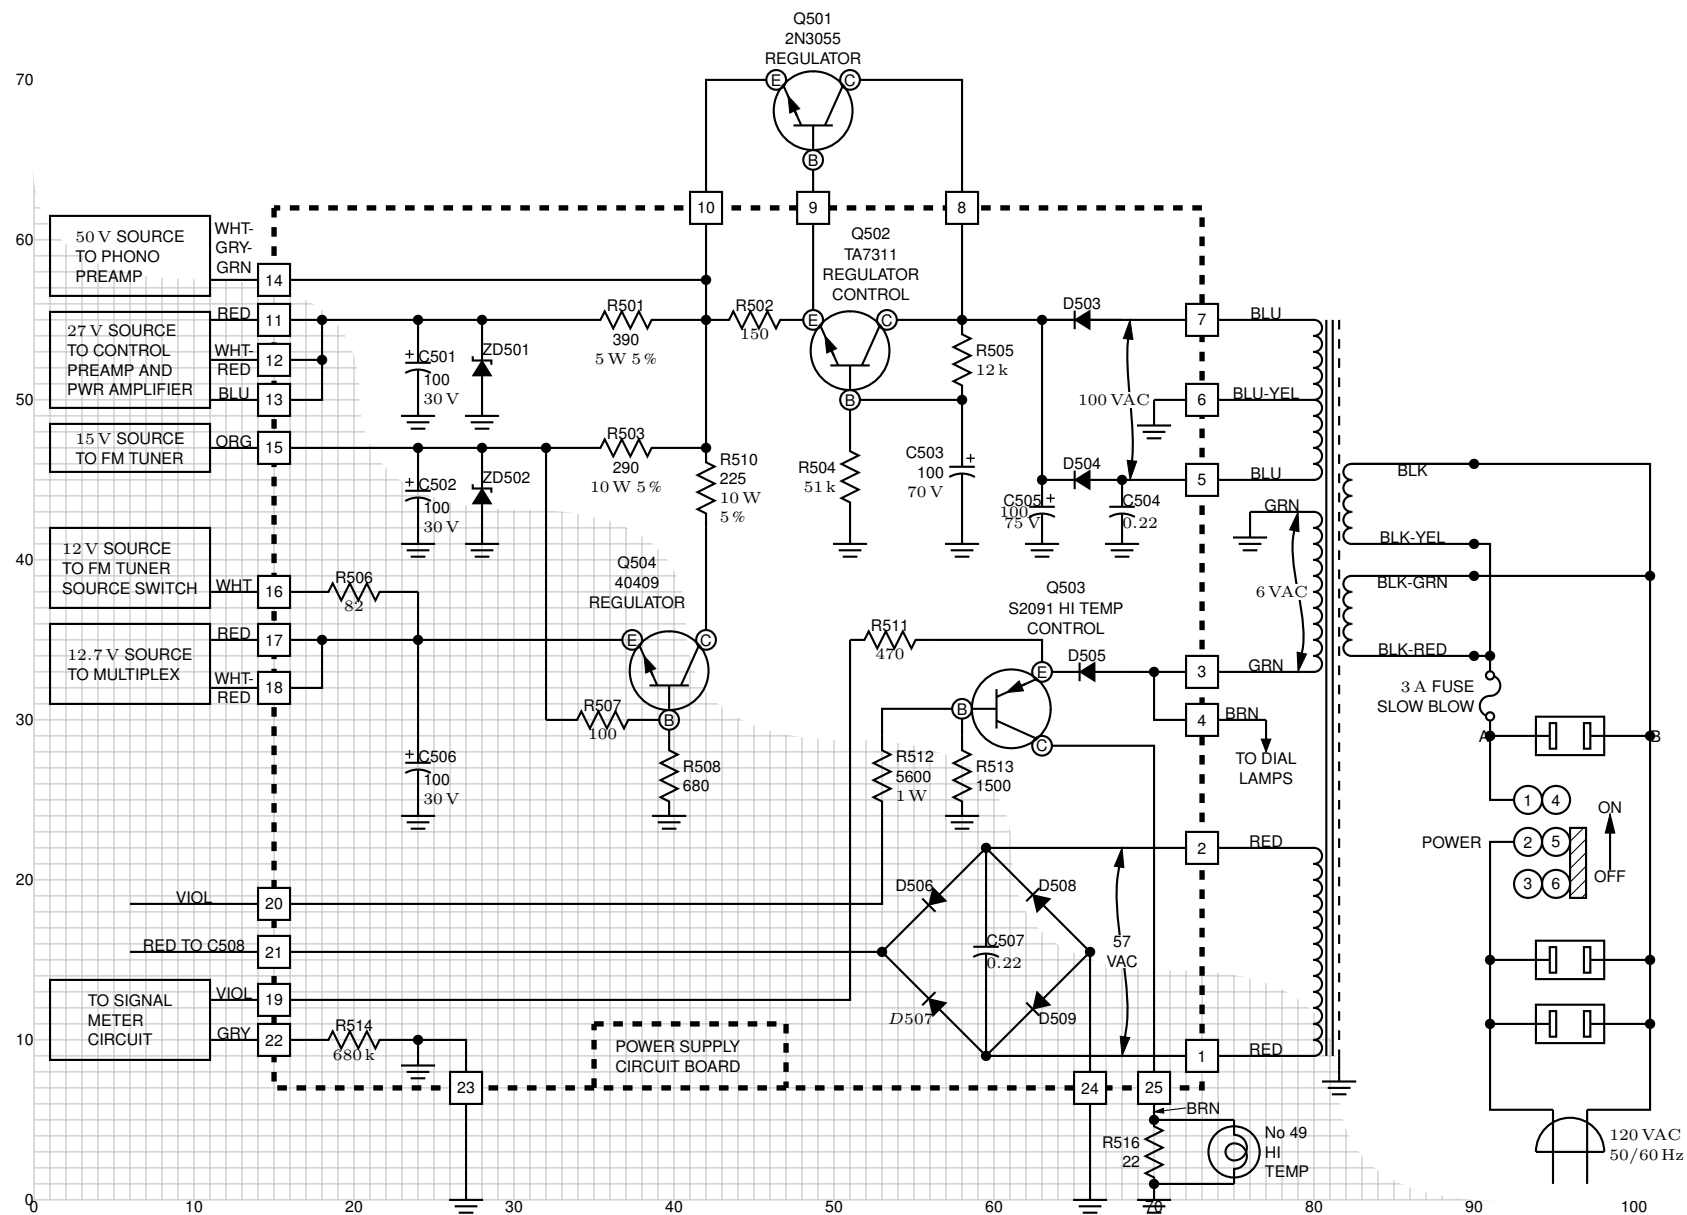 Q501
2N3055
REGULATOR
70
E
C
B
10
9
8
WHT-
GRY-
GRN
50 V SOURCE
TO PHONO
PREAMP
60
14
Q502
TA7311
REGULATOR
CONTROL
RED
11
27 V SOURCE
TO CONTROL
PREAMP AND
PWR AMPLIFIER
WHT-
RED
12
BLU
13
50
+
C501
100
30 V
ZD501
R501
390
5 W 5 %
R502
150
E
C
B
R505
12 k
D503
7
BLU
100 VAC
6
BLU-YEL
15 V SOURCE
TO FM TUNER
ORG
15
+
C502
100
30 V
ZD502
R503
290
10 W 5 %
R510
225
10 W
5 %
R504
51 k
C503
100
70 V
+
D504
5
BLU
C505
100
75 V
+
C504
0.22
BLK
BLK-YEL
GRN
12 V SOURCE
TO FM TUNER
SOURCE SWITCH
40
WHT
16
R506
82
Q504
40409
REGULATOR
Q503
S2091 HI TEMP
CONTROL
6 VAC
BLK-GRN
12.7 V SOURCE
TO MULTIPLEX
RED
17
WHT-
RED
18
E
C
B
R511
470
E
B
C
D505
3
GRN
BLK-RED
30
R507
100
R508
680
4
BRN
TO DIAL
LAMPS
3 A FUSE
SLOW BLOW
A
B
+
C506
100
30 V
R512
5600
1 W
R513
1500
1
4
ON
POWER
2
5
OFF
3
6
20
2
RED
VIOL
20
D506
D508
RED TO C508
21
C507
0.22
57
VAC
TO SIGNAL
METER
CIRCUIT
VIOL
19
D507
D509
10
GRY
22
R514
680 k
POWER SUPPLY
CIRCUIT BOARD
1
RED
23
24
25
BRN
R516
22
No 49
HI
TEMP
120 VAC
50/60 Hz
0
0
10
20
30
40
50
60
70
80
90
100